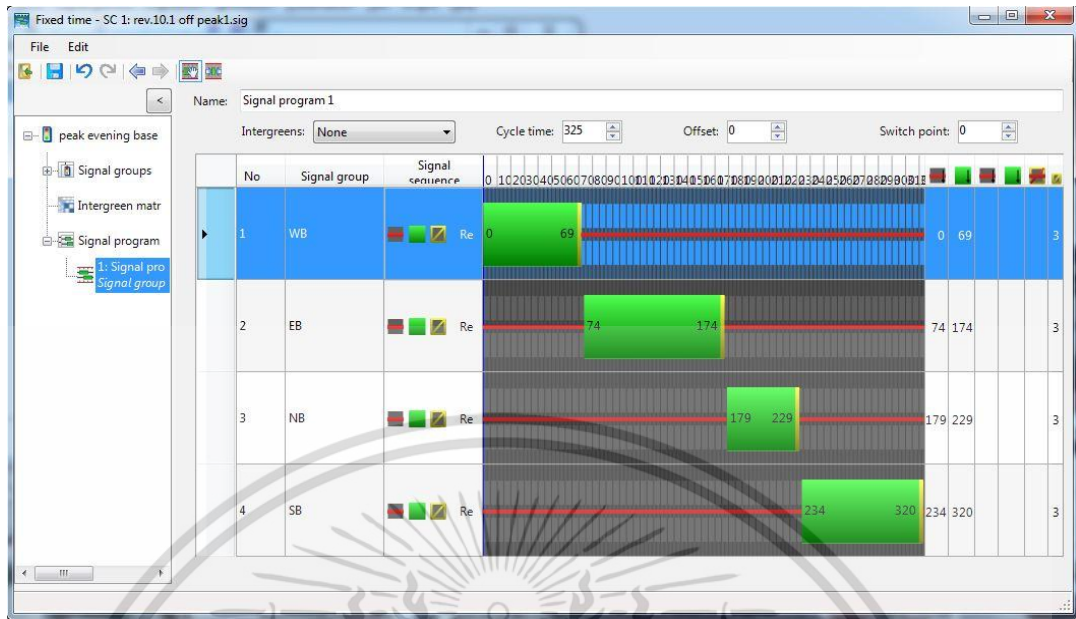 Fixed time - SC 1: rev.10.1 off peak1.sig
File Edit
Name: Signal program 1
Intergreens: None Cycle time: 325 Offset: 0 Switch point: 0
peak evening base
Signal groups
Intergreen matr
Signal program
1: Signal pro
Signal group
No Signal group Signal sequence
1 WB Re 0 69 0 69 3
2 EB Re 74 174 74 174 3
3 NB Re 179 229 179 229 3
4 SB Re 234 320 234 320 3